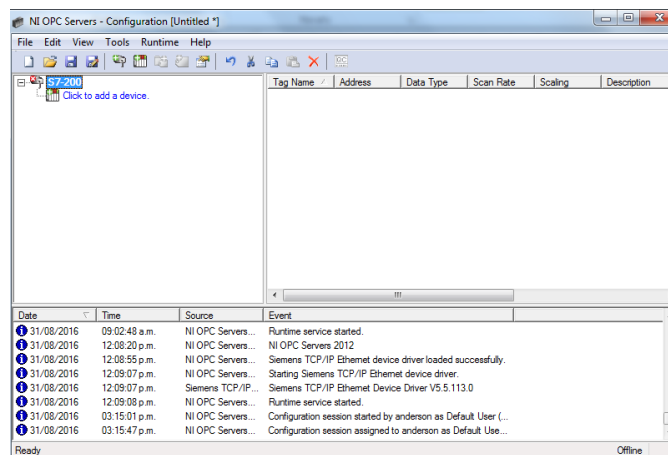 NI OPC Servers - Configuration [Untitled *]
File Edit View Tools Runtime Help
S7-200
Click to add a device.
Tag Name Address Data Type Scan Rate Scaling Description
Date Time Source Event
31/08/2016 09:02:48 a.m. NI OPC Servers... Runtime service started.
31/08/2016 12:08:20 p.m. NI OPC Servers... NI OPC Servers 2012
31/08/2016 12:08:55 p.m. NI OPC Servers... Siemens TCP/IP Ethernet device driver loaded successfully.
31/08/2016 12:09:07 p.m. NI OPC Servers... Starting Siemens TCP/IP Ethernet device driver.
31/08/2016 12:09:07 p.m. Siemens TCP/IP... Siemens TCP/IP Ethernet Device Driver V5.5.113.0
31/08/2016 12:09:08 p.m. NI OPC Servers... Runtime service started.
31/08/2016 03:15:01 p.m. NI OPC Servers... Configuration session started by anderson as Default User (...
31/08/2016 03:15:47 p.m. NI OPC Servers... Configuration session assigned to anderson as Default Use...
Ready Offline